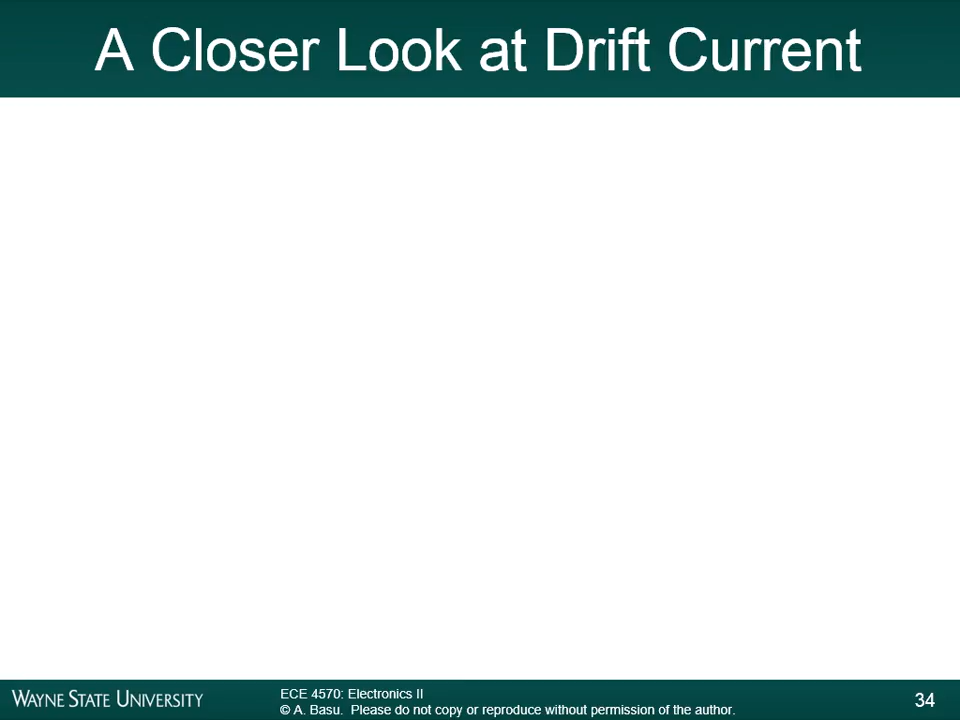 A Closer Look at Drift Current
WAYNE STATE UNIVERSITY
ECE 4570: Electronics II
© A. Basu. Please do not copy or reproduce without permission of the author.
34